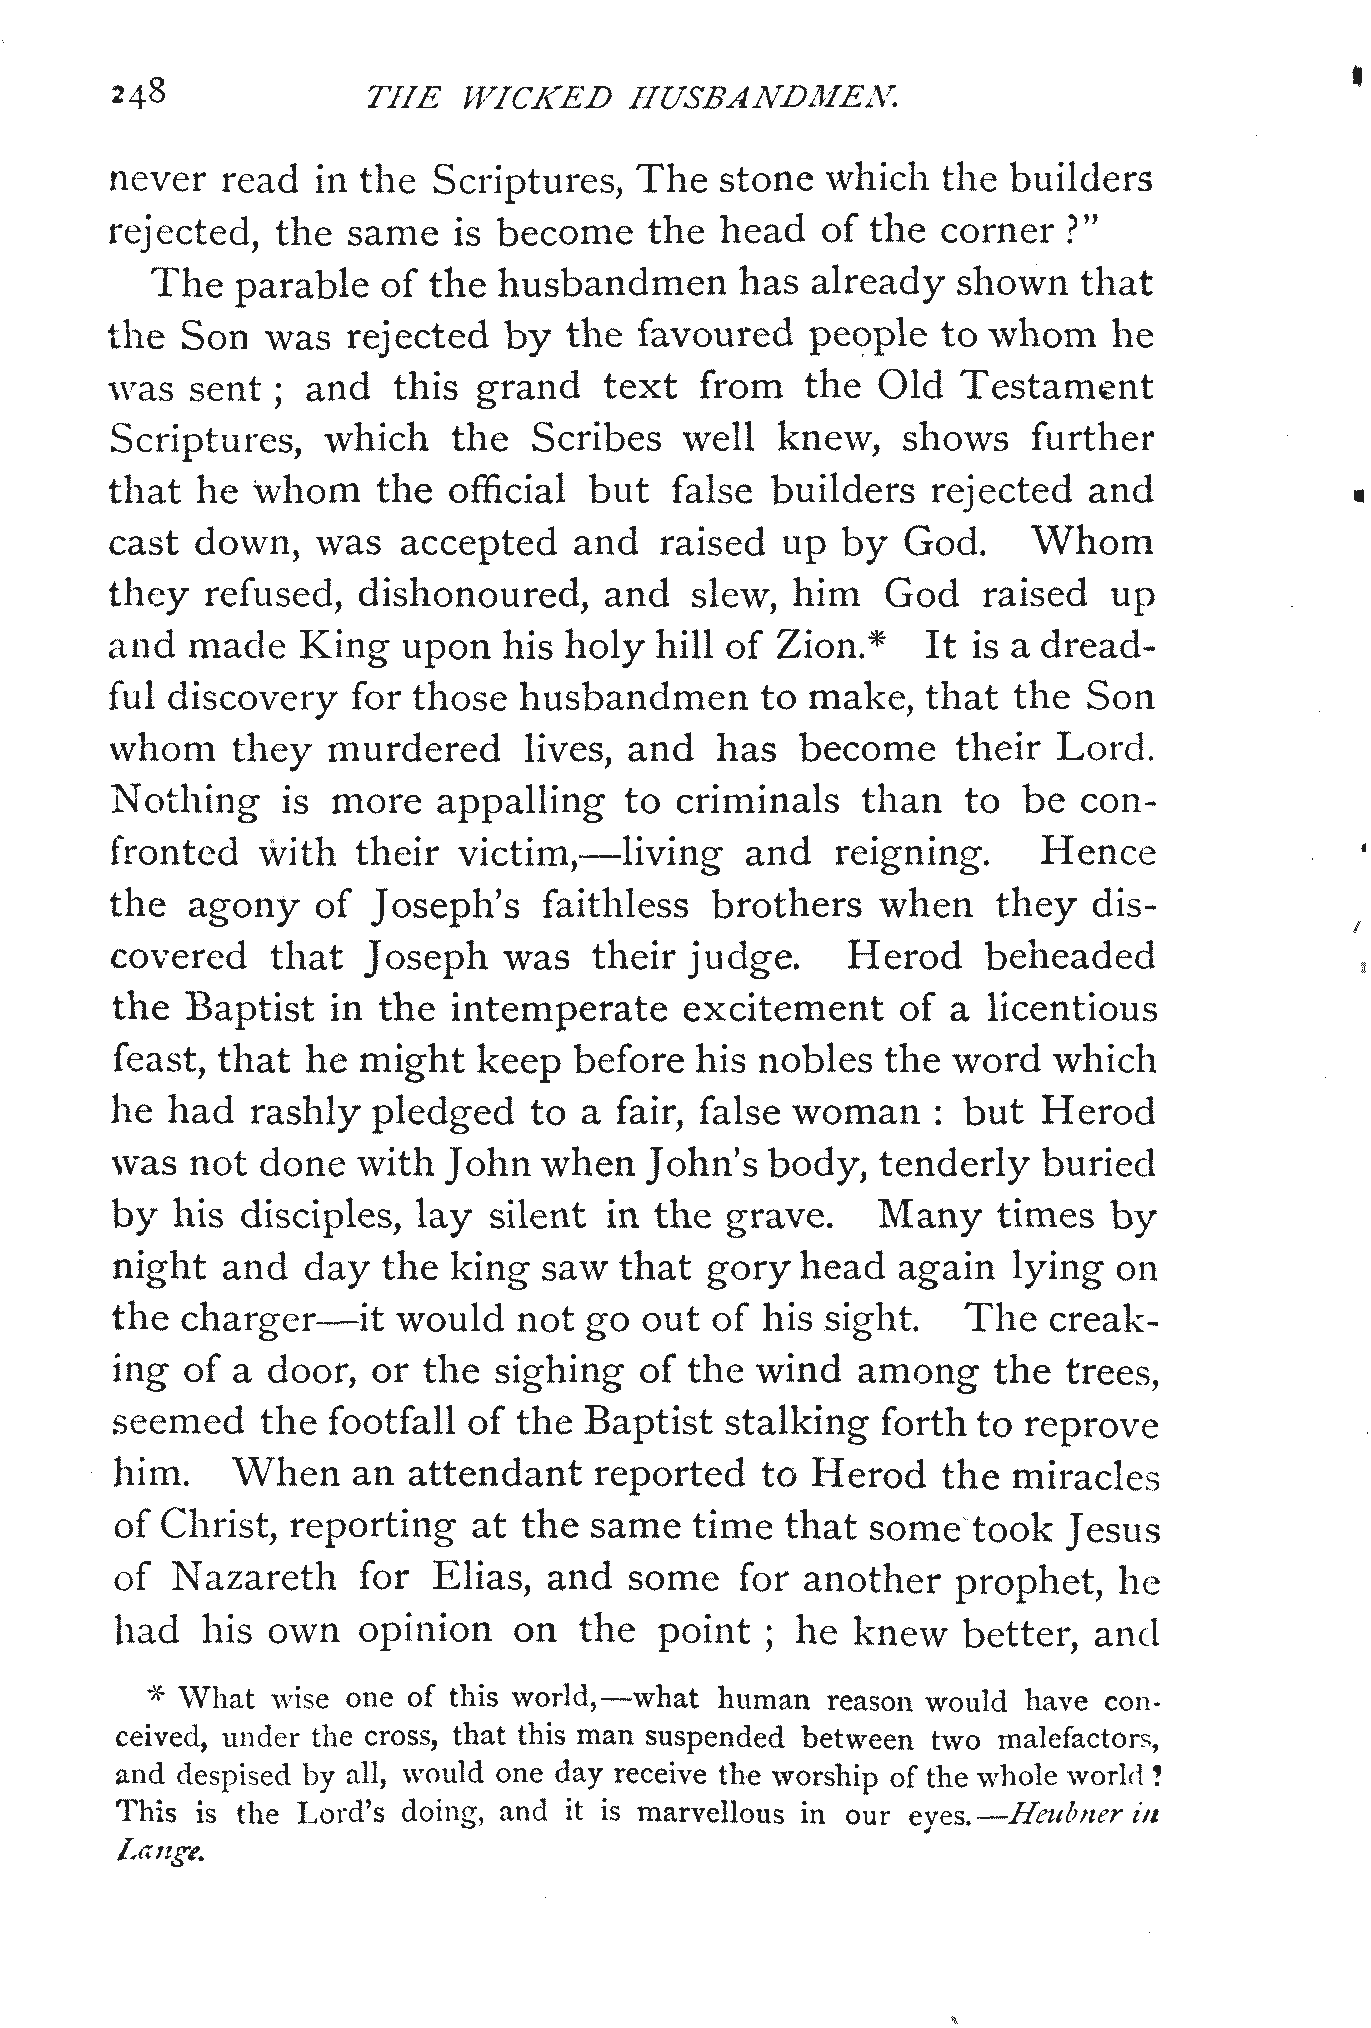 248 THE WICKED HUSBANDMEN.
never read in the Scriptures, The stone which the builders
rejected, the same is become the head of the corner ?"
The parable of the husbandmen has already shown that
the Son was rejected by the favoured people to whom he
was sent ; and this grand text from the Old Testament
Scriptures, which the Scribes well knew, shows further
that he whom the official but false builders rejected and
cast down, was accepted and raised up by God. Whom
they refused, dishonoured, and slew, him God raised up
and made King upon his holy hill of Zion.* It is a dread-
ful discovery for those husbandmen to make, that the Son
whom they murdered lives, and has become their Lord.
Nothing is more appalling to criminals than to be con-
fronted with their victim,—living and reigning. Hence
the agony of Joseph's faithless brothers when they dis-
covered that Joseph was their judge. Herod beheaded
the Baptist in the intemperate excitement of a licentious
feast, that he might keep before his nobles the word which
he had rashly pledged to a fair, false woman : but Herod
was not done with John when John's body, tenderly buried
by his disciples, lay silent in the grave. Many times by
night and day the king saw that gory head again lying on
the charger—it would not go out of his sight. The creak-
ing of a door, or the sighing of the wind among the trees,
seemed the footfall of the Baptist stalking forth to reprove
him. When an attendant reported to Herod the miracles
of Christ, reporting at the same time that some took Jesus
of Nazareth for Elias, and some for another prophet, he
had his own opinion on the point ; he knew better, and
* What wise one of this world,—what human reason would have con-
ceived, under the cross, that this man suspended between two malefactors,
and despised by all, would one day receive the worship of the whole world !
This is the Lord's doing, and it is marvellous in our eyes.—Heubner in
Lange.